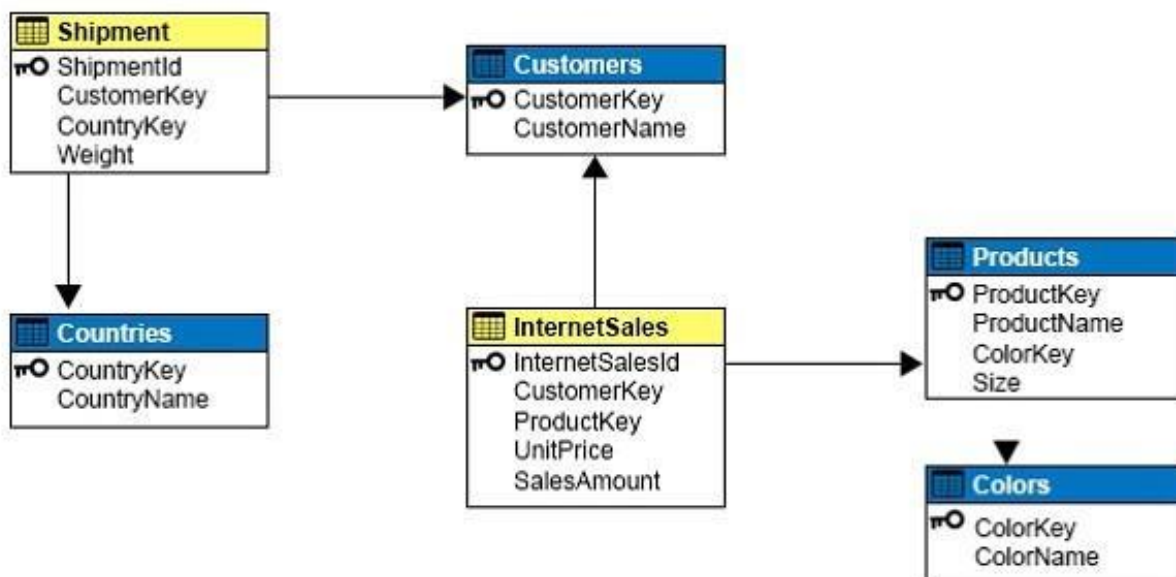 Shipment
ShipmentId
CustomerKey
CountryKey
Weight
Customers
CustomerKey
CustomerName
Countries
CountryKey
CountryName
InternetSales
InternetSalesId
CustomerKey
ProductKey
UnitPrice
SalesAmount
Products
ProductKey
ProductName
ColorKey
Size
Colors
ColorKey
ColorName